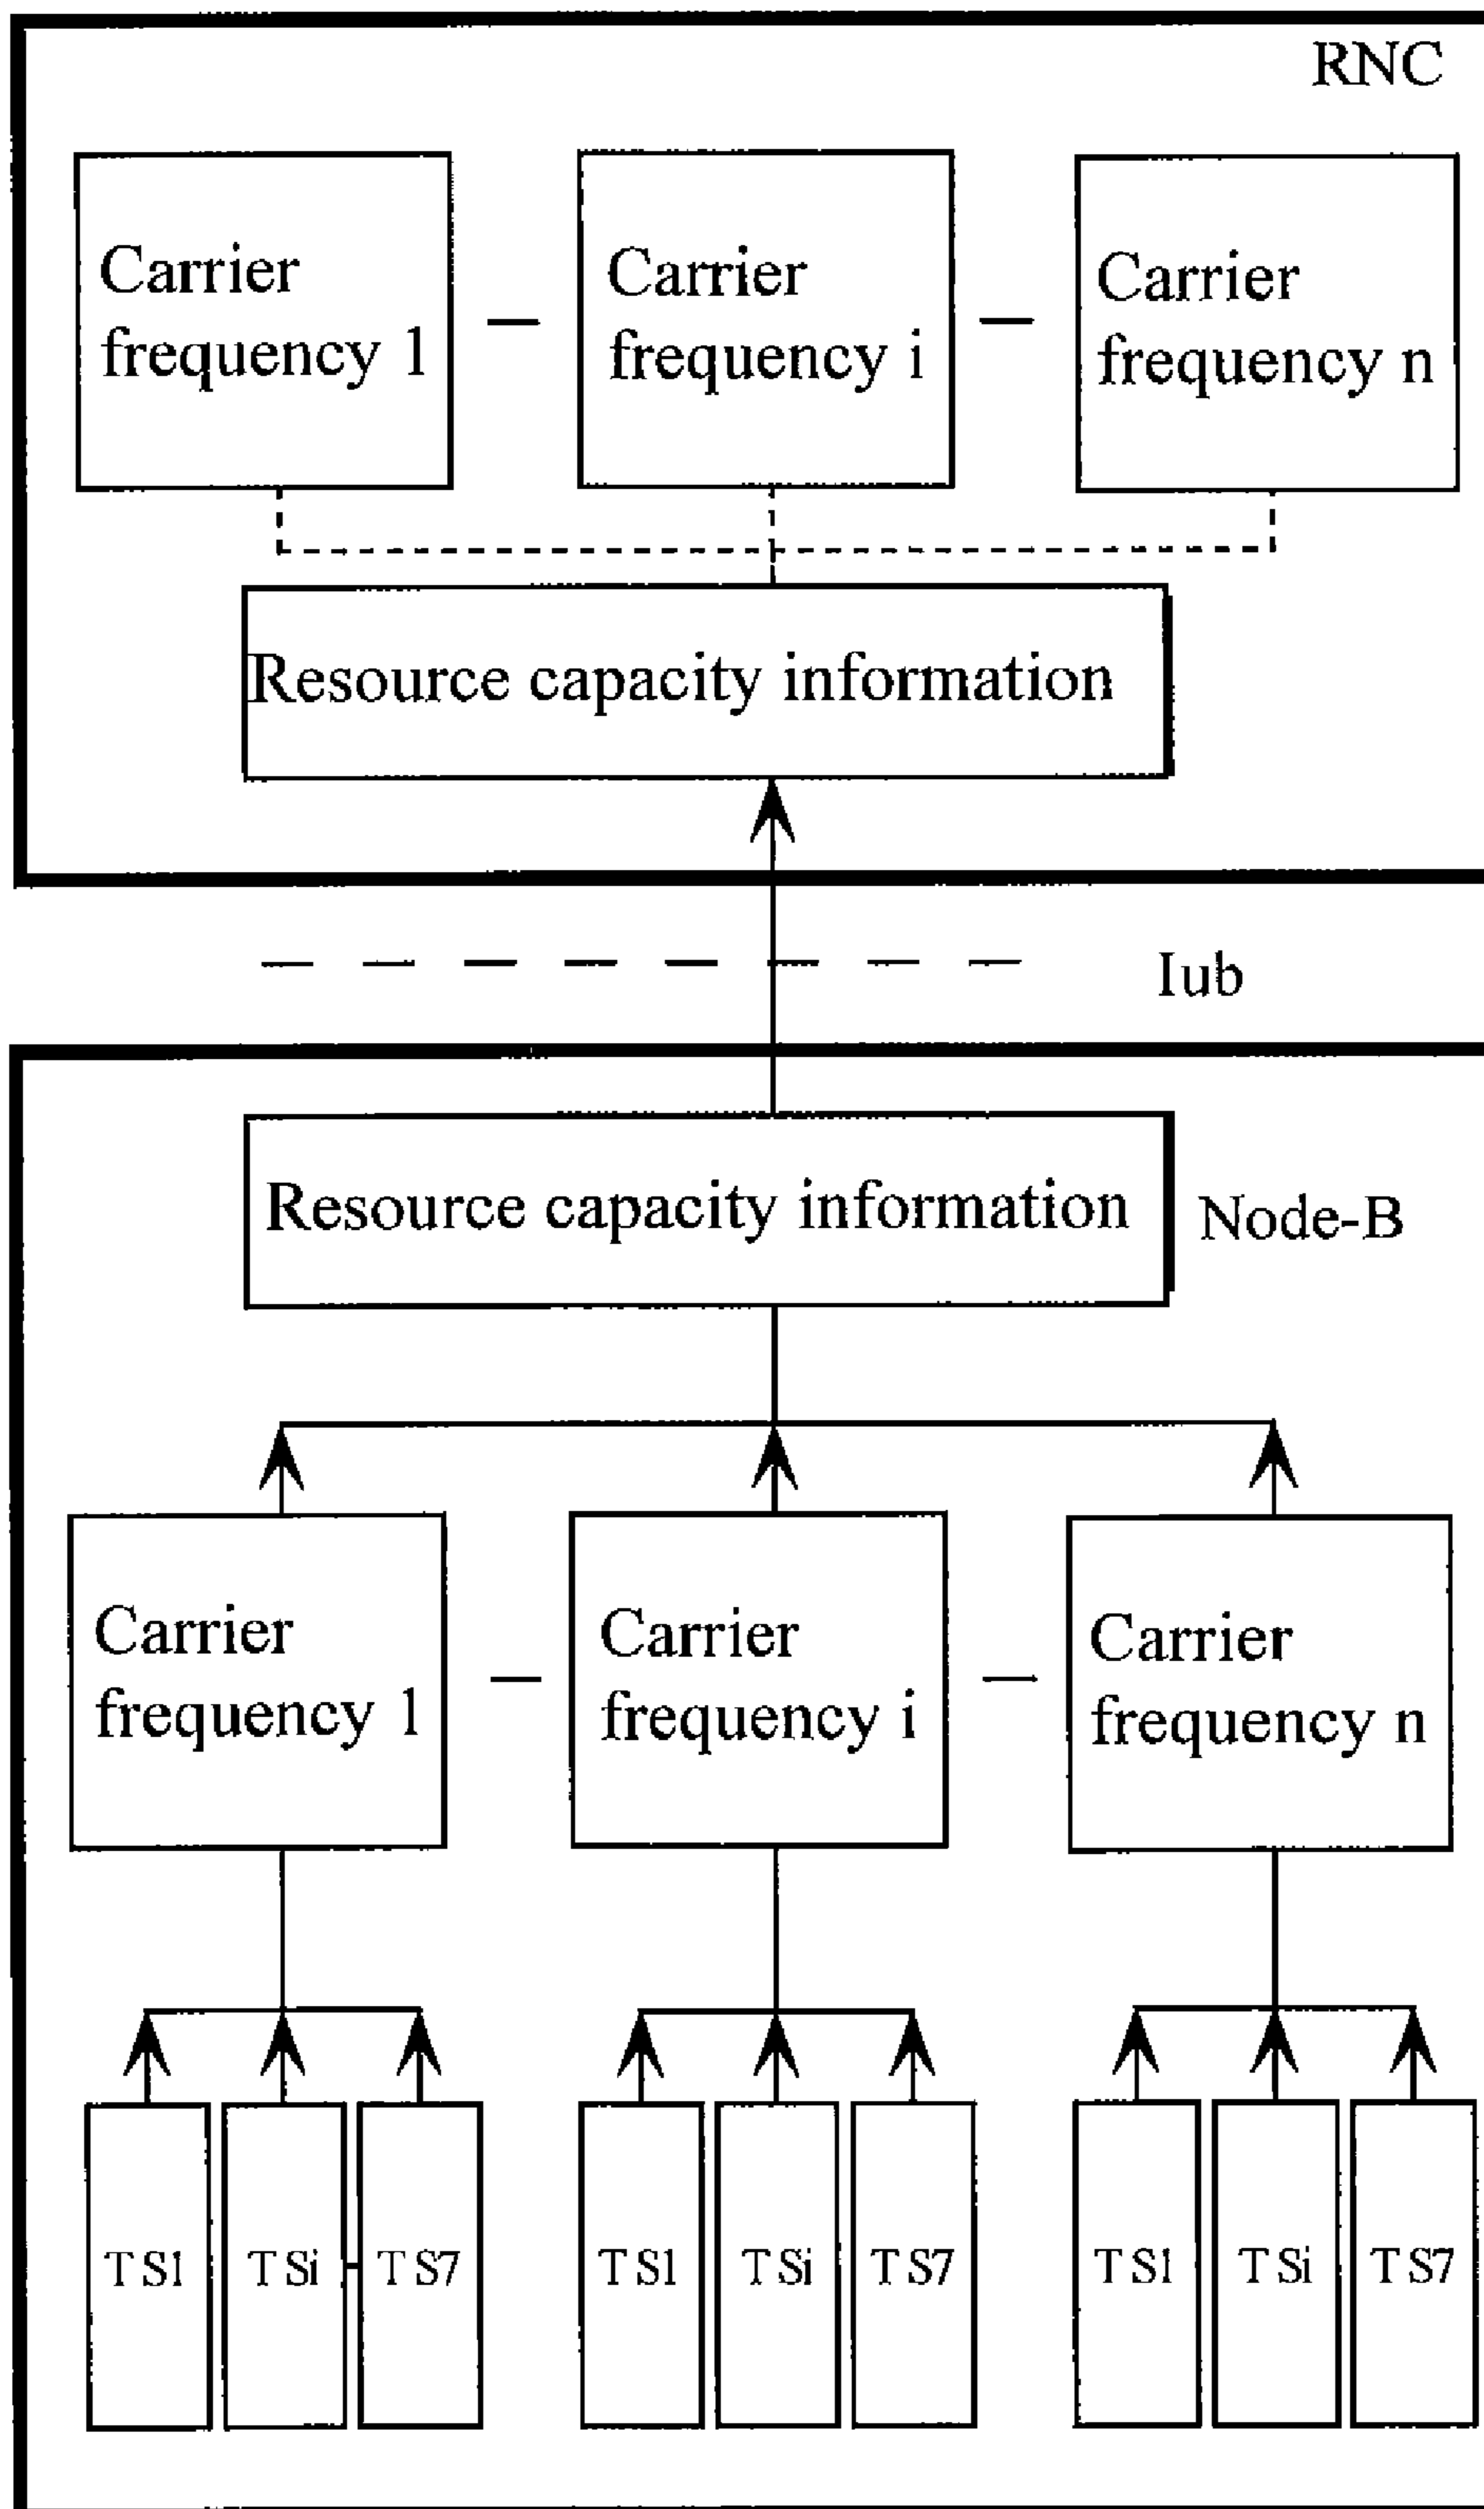 RNC
Carrier
frequency 1
Carrier
frequency i
Carrier
frequency n
Resource capacity information
Iub
Resource capacity information
Node-B
Carrier
frequency 1
Carrier
frequency i
Carrier
frequency n
TS1
TSi
TS7
TS1
TSi
TS7
TS1
TSi
TS7